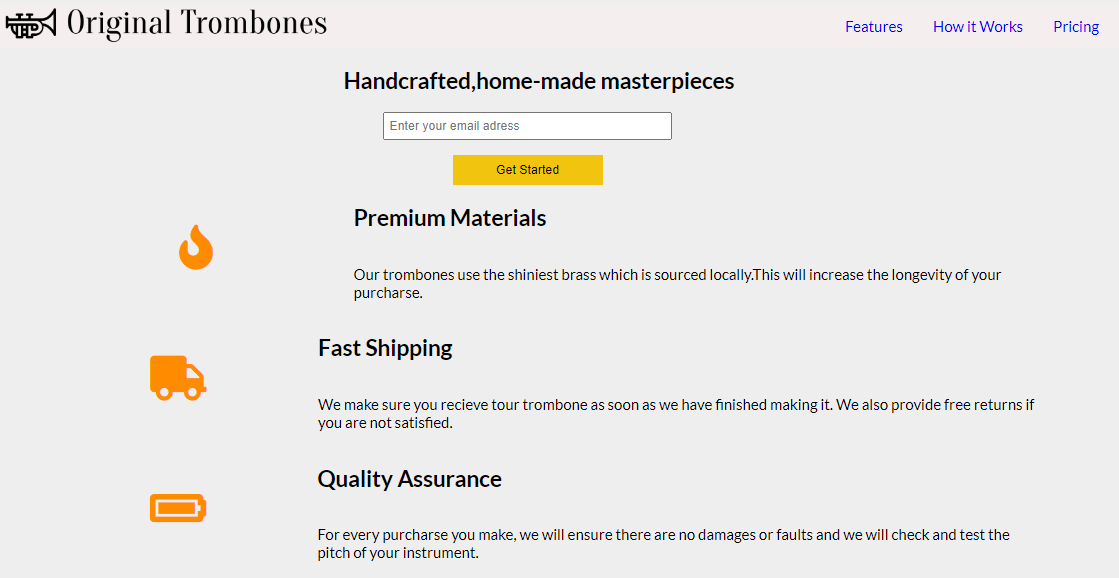 Original Trombones
Features How it Works Pricing
Handcrafted,home-made masterpieces
Enter your email adress
Get Started
Premium Materials
Our trombones use the shiniest brass which is sourced locally.This will increase the longevity of your
purcharse.
Fast Shipping
We make sure you recieve tour trombone as soon as we have finished making it. We also provide free returns if
you are not satisfied.
Quality Assurance
For every purcharse you make, we will ensure there are no damages or faults and we will check and test the
pitch of your instrument.